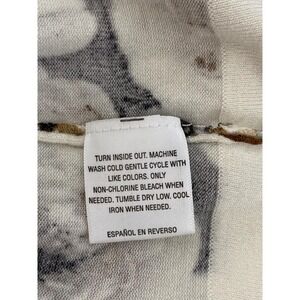 TURN INSIDE OUT. MACHINE
WASH COLD GENTLE CYCLE WITH
LIKE COLORS. ONLY
NON-CHLORINE BLEACH WHEN
NEEDED. TUMBLE DRY LOW. COOL
IRON WHEN NEEDED.
ESPAÑOL EN REVERSO